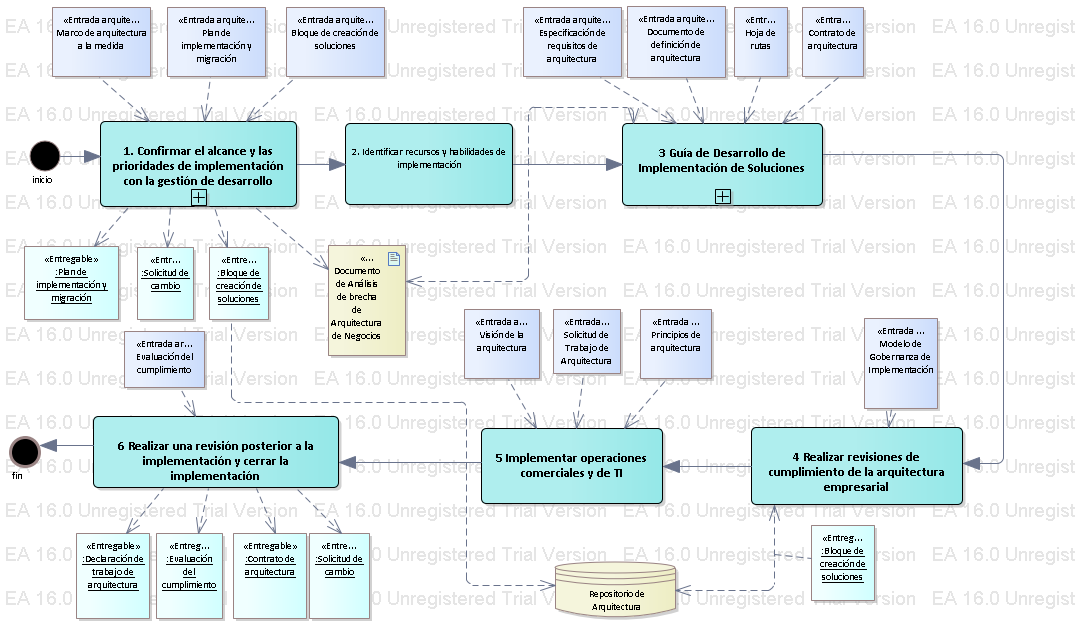 «Entrada arquite...
Marco de arquitectura
a la medida
«Entrada arquite...
Plan de
implementación y
migración
«Entrada arquite...
Bloque de creación de
soluciones
«Entrada arquite...
Especificación de
requisitos de
arquitectura
«Entrada arquite...
Documento de
definición de
arquitectura
«Entr...
Hoja de
rutas
«Entra...
Contrato de
arquitectura
inicio
1. Confirmar el alcance y las
prioridades de implementación
con la gestión de desarrollo
2. Identificar recursos y habilidades de
implementación
3 Guía de Desarrollo de
Implementación de Soluciones
«Entregable»
:Plan de
implementación y
migración
«Entr...
:Solicitud de
cambio
«Entre...
:Bloque de
creación de
soluciones
«...
Documento
de Análisis
de brecha
de
Arquitectura
de Negocios
«Entrada ar...
Evaluación del
cumplimiento
«Entrada a...
Visión de la
arquitectura
«Entrada...
Solicitud de
Trabajo de
Arquitectura
«Entrada ...
Principios de
arquitectura
«Entrada ...
Modelo de
Gobernanza de
Implementación
fin
6 Realizar una revisión posterior a la
implementación y cerrar la
implementación
5 Implementar operaciones
comerciales y de TI
4 Realizar revisiones de
cumplimiento de la arquitectura
empresarial
«Entregable»
:Declaración de
trabajo de
arquitectura
«Entreg...
:Evaluación
del
cumplimiento
«Entregable»
:Contrato de
arquitectura
«Entre...
:Solicitud de
cambio
Repositorio de
Arquitectura
«Entreg...
:Bloque de
creación de
soluciones
EA 16.0 Unregistered Trial Version